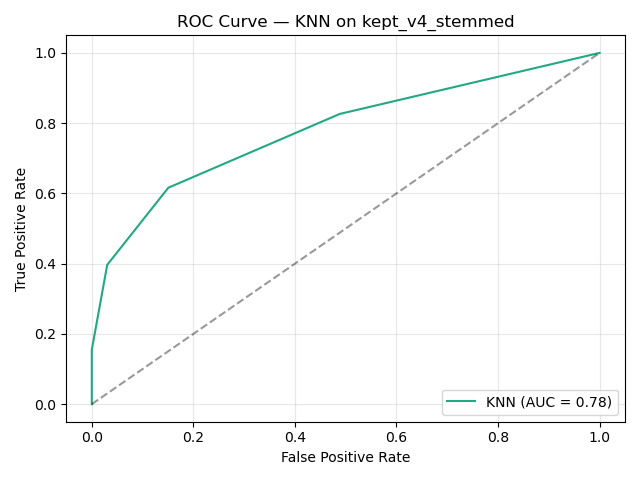 ROC Curve — KNN on kept_v4_stemmed
True Positive Rate
1.0
0.8
0.6
0.4
0.2
0.0
KNN (AUC = 0.78)
0.0 0.2 0.4 0.6 0.8 1.0
False Positive Rate